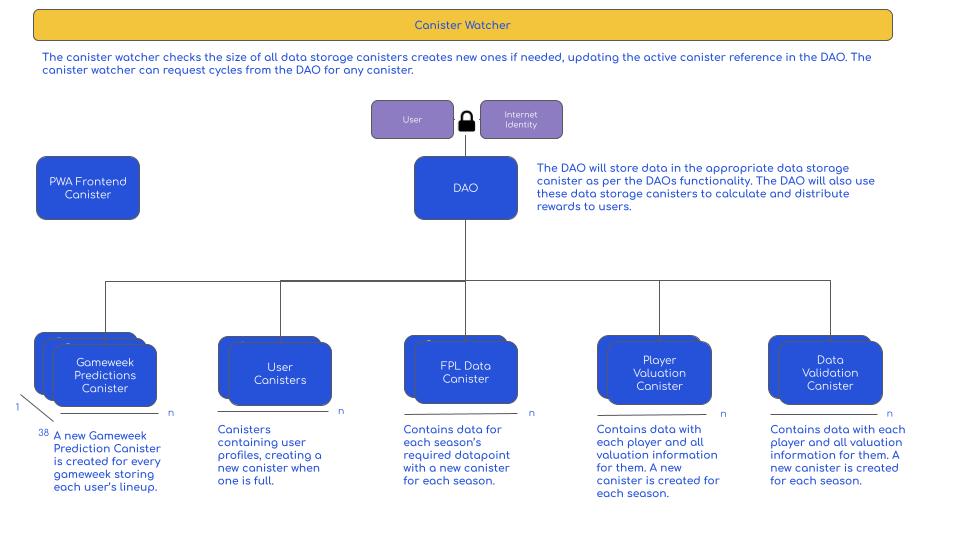 Canister Watcher
The canister watcher checks the size of all data storage canisters creates new ones if needed, updating the active canister reference in the DAO. The
canister watcher can request cycles from the DAO for any canister.
User
Internet
Identity
PWA Frontend
Canister
DAO
The DAO will store data in the appropriate data storage
canister as per the DAOs functionality. The DAO will also use
these data storage canisters to calculate and distribute
rewards to users.
Gameweek
Predictions
Canister
User
Canisters
FPL Data
Canister
Player
Valuation
Canister
Data
Validation
Canister
1
38
n
n
n
n
n
A new Gameweek
Prediction Canister
is created for every
gameweek storing
each user's lineup.
Canisters
containing user
profiles, creating a
new canister when
one is full.
Contains data for
each season's
required datapoint
with a new canister
for each season.
Contains data with
each player and all
valuation information
for them. A new
canister is created for
each season.
Contains data with each
player and all valuation
information for them. A
new canister is created
for each season.